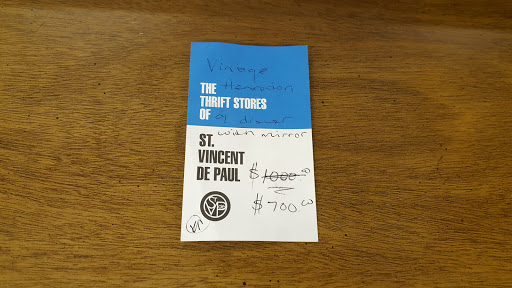 Vintage
THE Henredon
THRIFT STORES
OF 9 drawer
with mirror
ST.
VINCENT
DE PAUL
$ 1000.00
$ 700.00